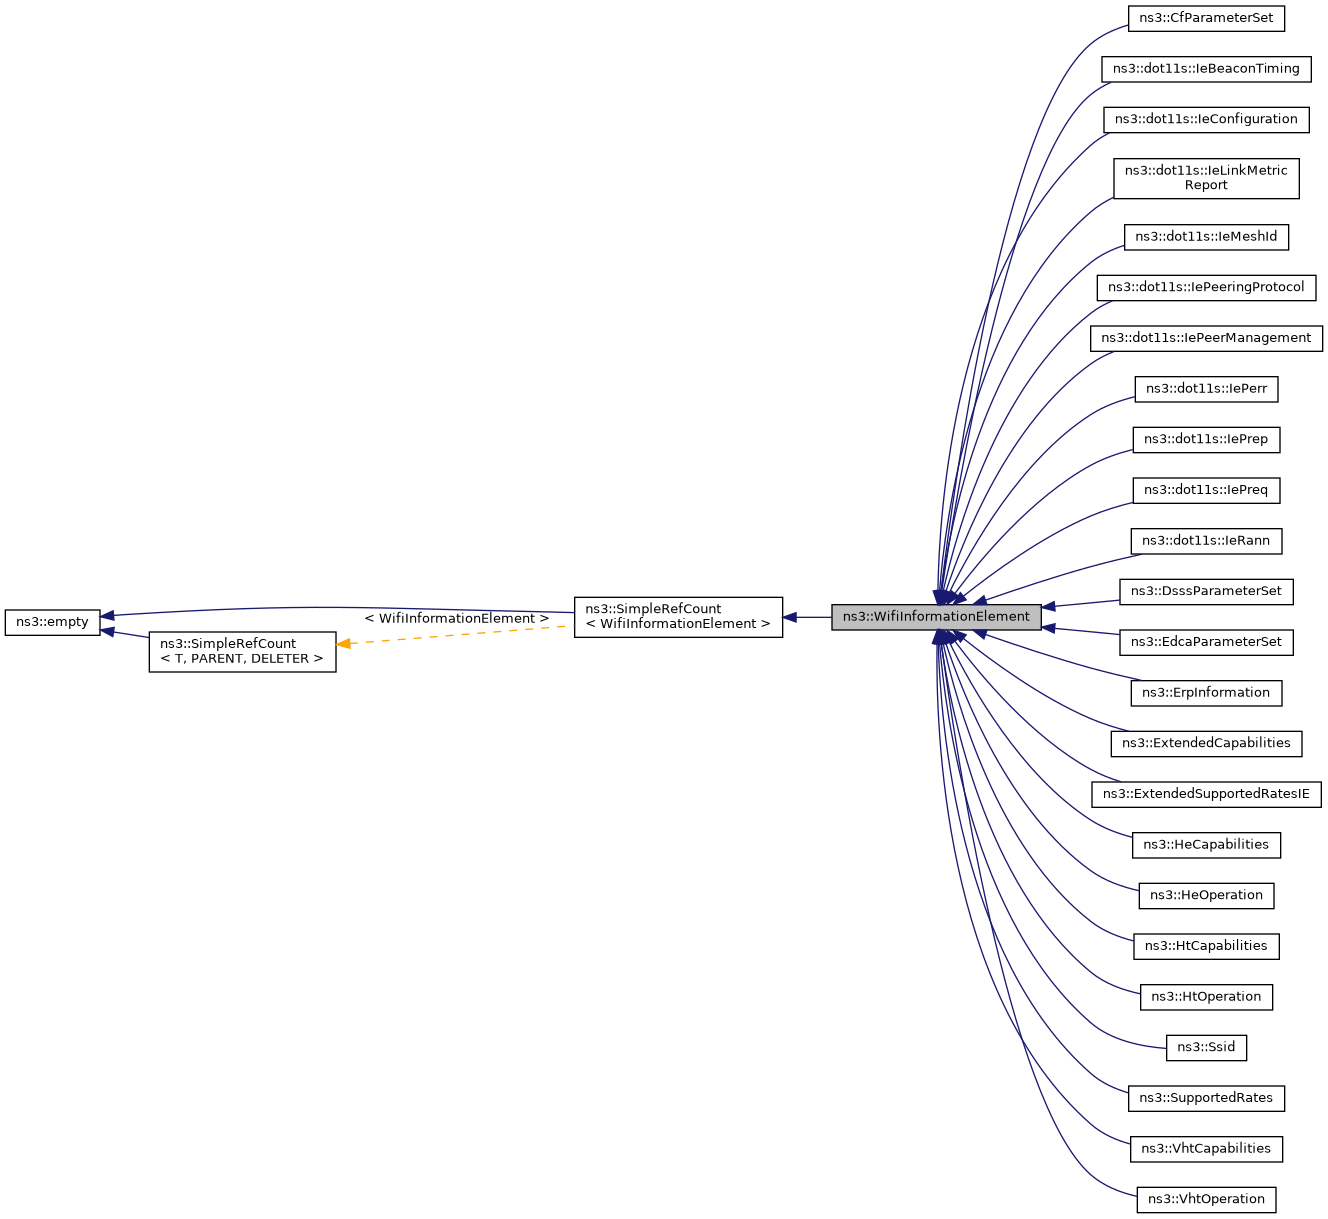 ns3::CfParameterSet
ns3::dot11s::IeBeaconTiming
ns3::dot11s::IeConfiguration
ns3::dot11s::IeLinkMetric
Report
ns3::dot11s::IeMeshId
ns3::dot11s::IePeeringProtocol
ns3::dot11s::IePeerManagement
ns3::dot11s::IePerr
ns3::dot11s::IePrep
ns3::dot11s::IePreq
ns3::dot11s::IeRann
ns3::DsssParameterSet
ns3::EdcaParameterSet
ns3::ErpInformation
ns3::ExtendedCapabilities
ns3::ExtendedSupportedRatesIE
ns3::HeCapabilities
ns3::HeOperation
ns3::HtCapabilities
ns3::HtOperation
ns3::Ssid
ns3::SupportedRates
ns3::VhtCapabilities
ns3::VhtOperation
ns3::WifiInformationElement
ns3::SimpleRefCount
< WifiInformationElement >
< WifiInformationElement >
ns3::empty
ns3::SimpleRefCount
< T, PARENT, DELETER >